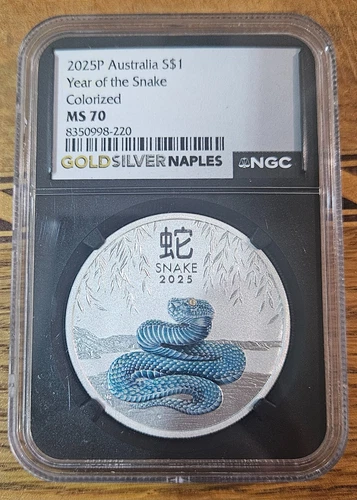 2025P Australia S$1
Year of the Snake
Colorized
MS 70
8350998-220
GOLDSILVER NAPLES
NGC
蛇
SNAKE
2025